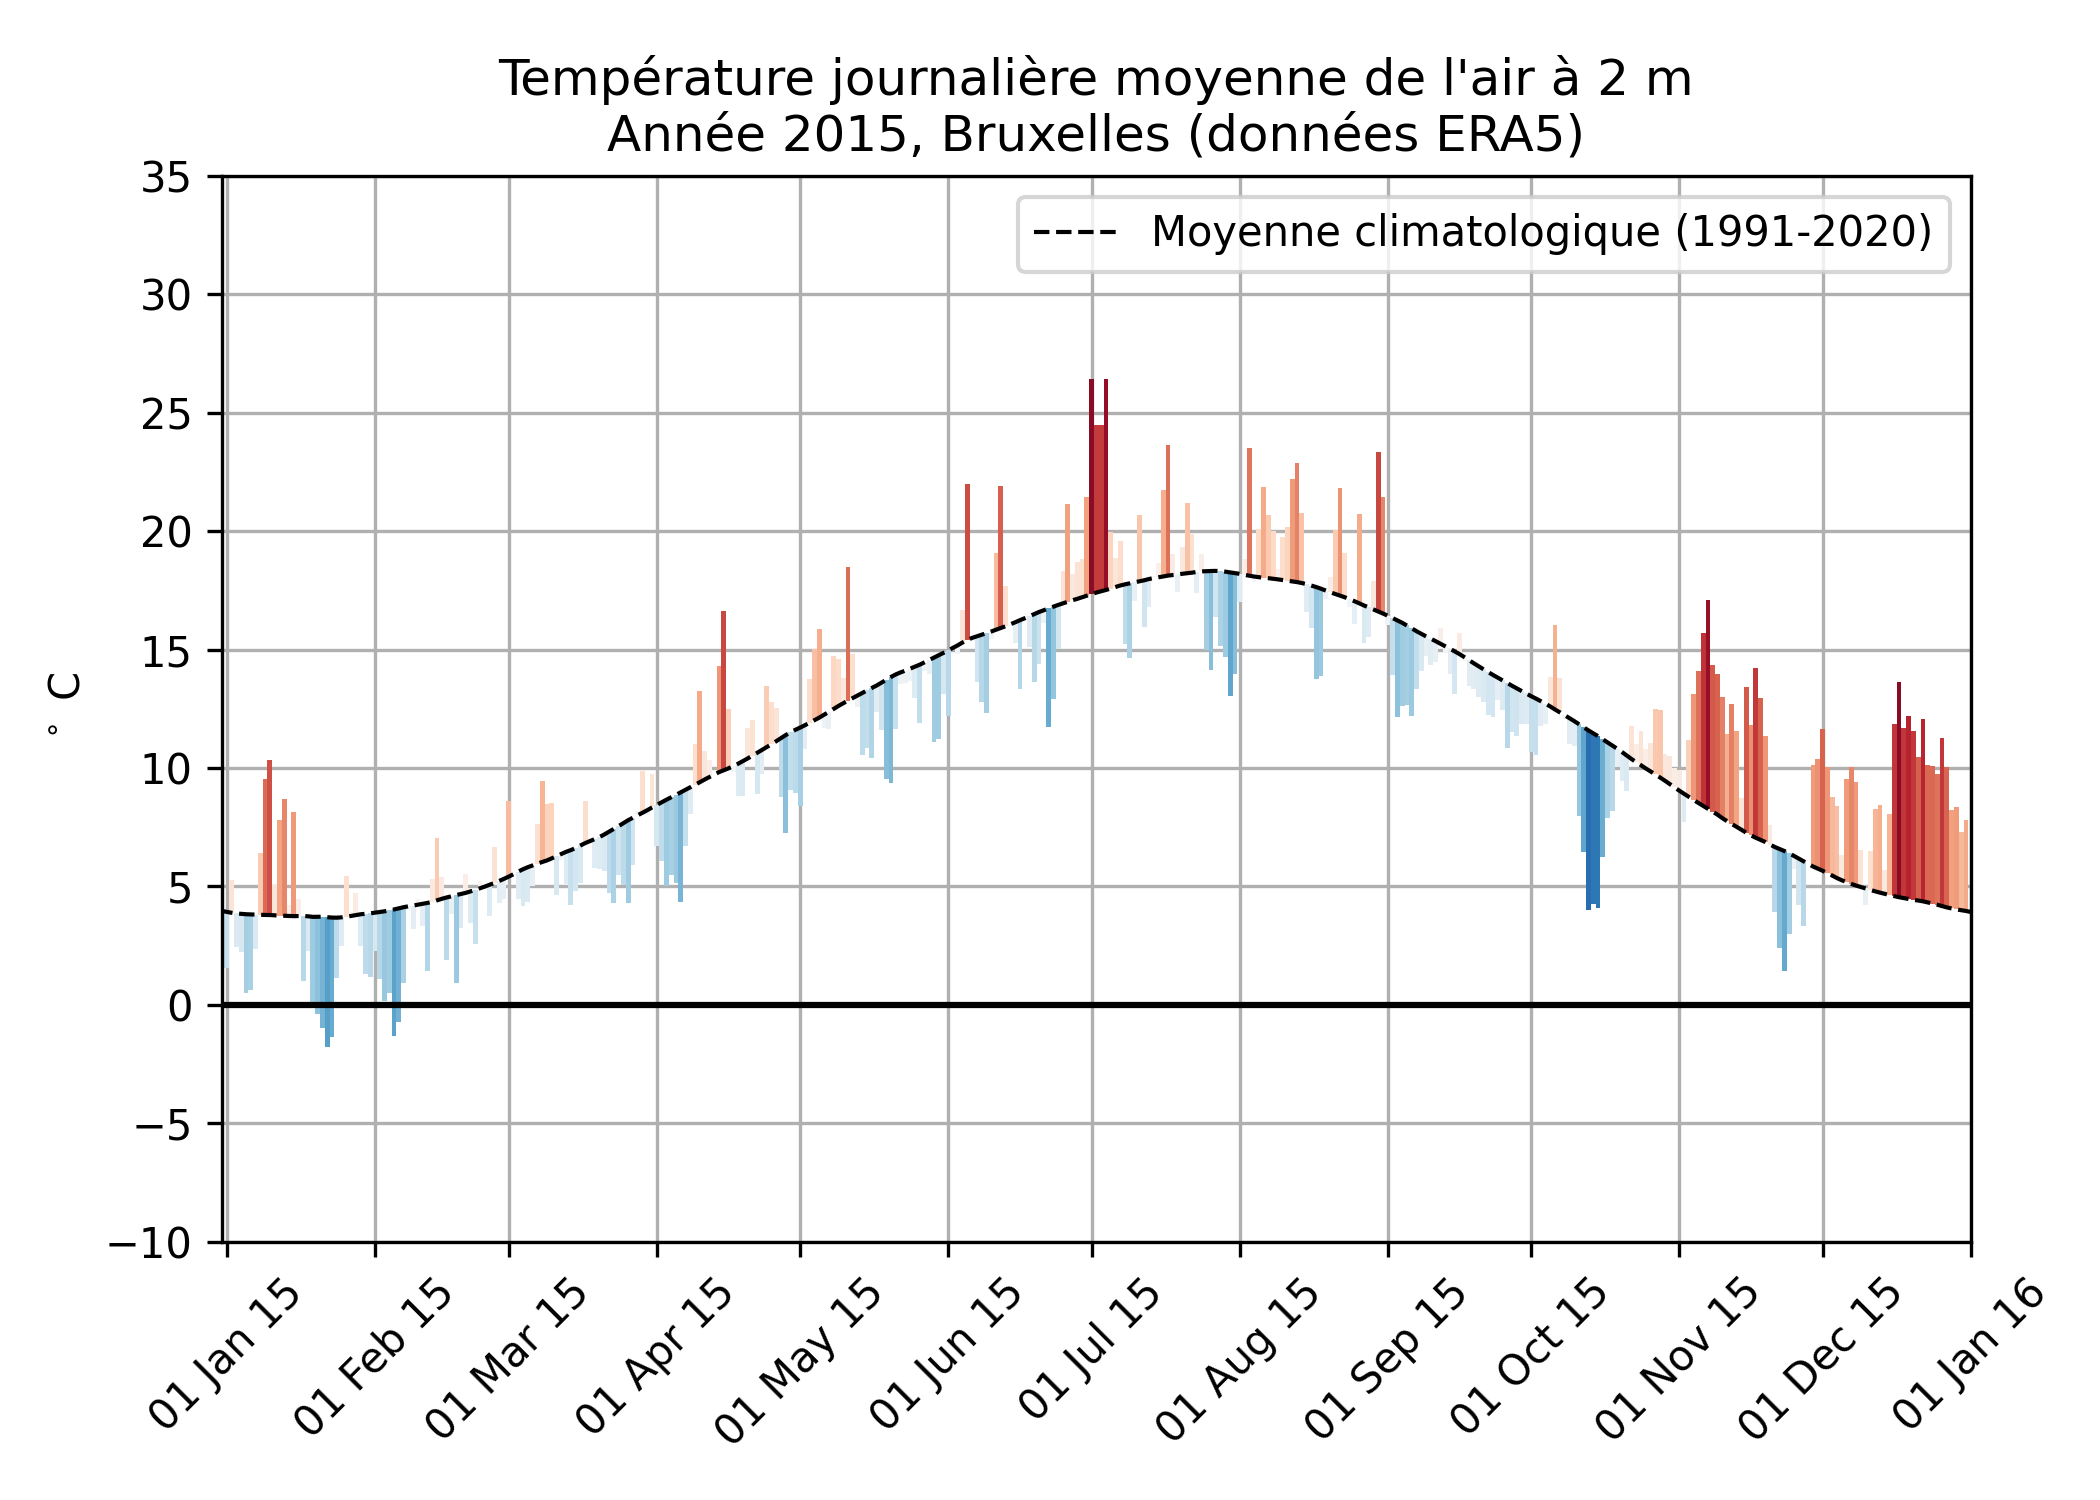 Température journalière moyenne de l'air à 2 m
Année 2015, Bruxelles (données ERA5)
Moyenne climatologique (1991-2020)
35
30
25
20
15
10
5
0
−5
−10
° C
01 Jan 15
01 Feb 15
01 Mar 15
01 Apr 15
01 May 15
01 Jun 15
01 Jul 15
01 Aug 15
01 Sep 15
01 Oct 15
01 Nov 15
01 Dec 15
01 Jan 16